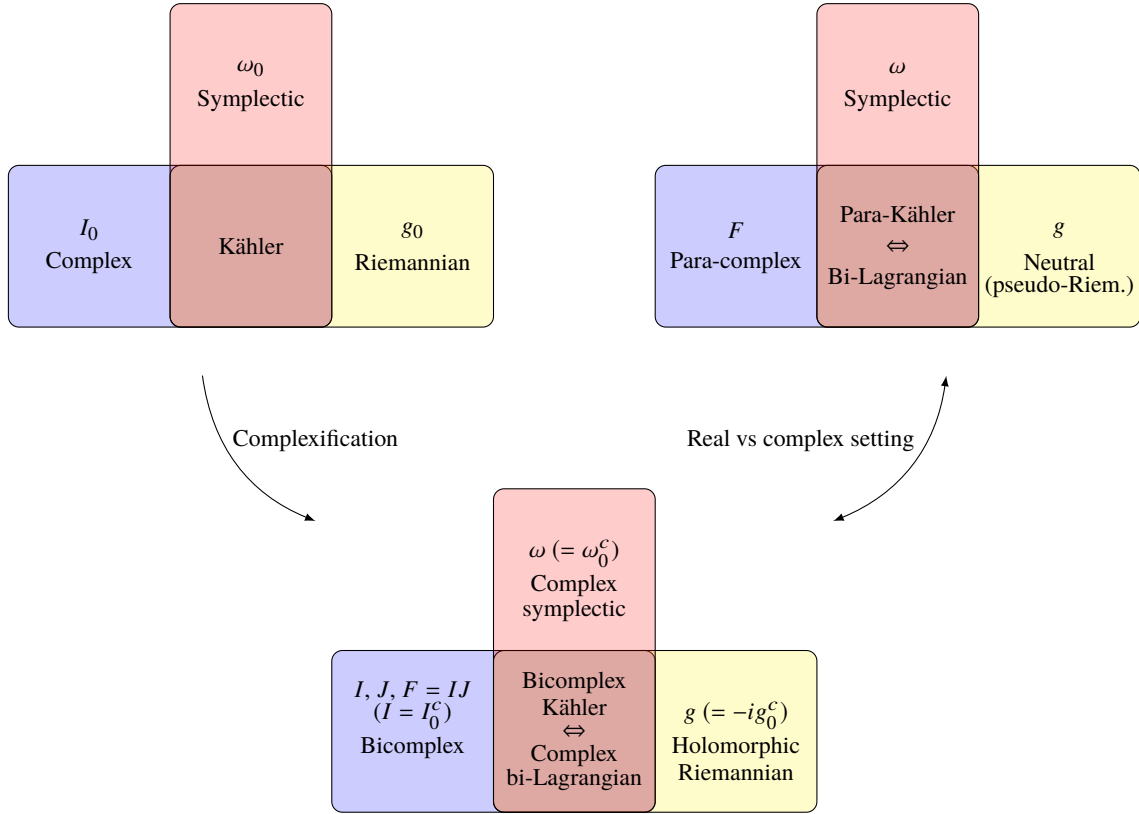 ω₀
Symplectic
I₀
Complex
Kähler
g₀
Riemannian
ω
Symplectic
F
Para-complex
Para-Kähler
⇔
Bi-Lagrangian
g
Neutral
(pseudo-Riem.)
Complexification
Real vs complex setting
ω (= ω₀ᶜ)
Complex
symplectic
I, J, F = IJ
(I = I₀ᶜ)
Bicomplex
Bicomplex
Kähler
⇔
Complex
bi-Lagrangian
g (= −ig₀ᶜ)
Holomorphic
Riemannian